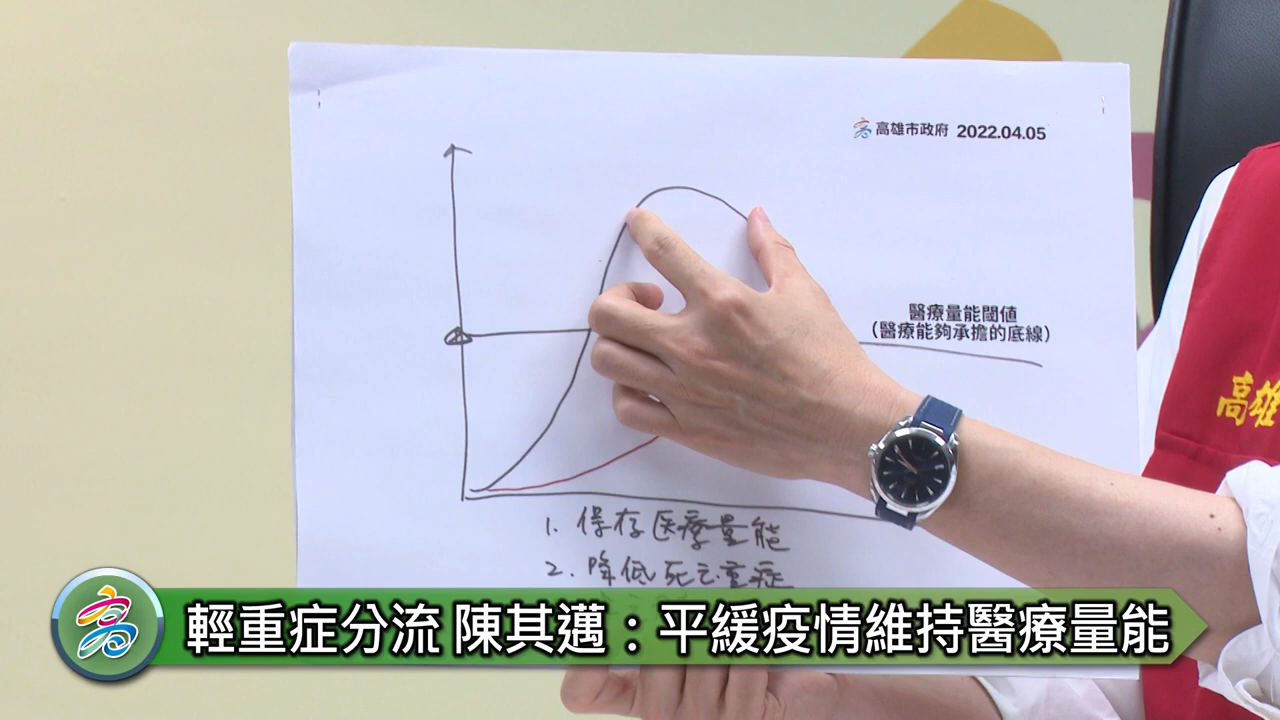 高雄市政府 2022.04.05
醫療量能閾值
（醫療能夠承擔的底線）
高雄
1. 保存医療量能
2. 降低死亡重症
輕重症分流 陳其邁：平緩疫情維持醫療量能